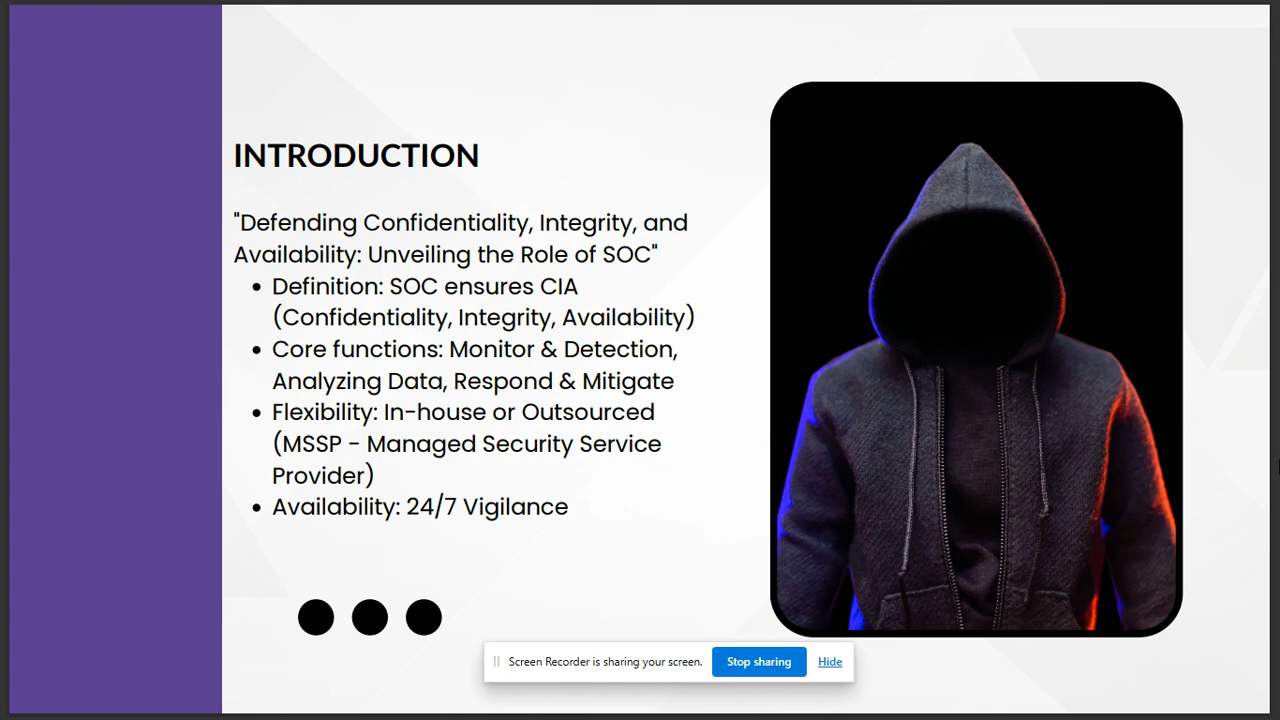 INTRODUCTION
"Defending Confidentiality, Integrity, and
Availability: Unveiling the Role of SOC"
• Definition: SOC ensures CIA
(Confidentiality, Integrity, Availability)
• Core functions: Monitor & Detection,
Analyzing Data, Respond & Mitigate
• Flexibility: In-house or Outsourced
(MSSP - Managed Security Service
Provider)
• Availability: 24/7 Vigilance
Screen Recorder is sharing your screen. Stop sharing Hide